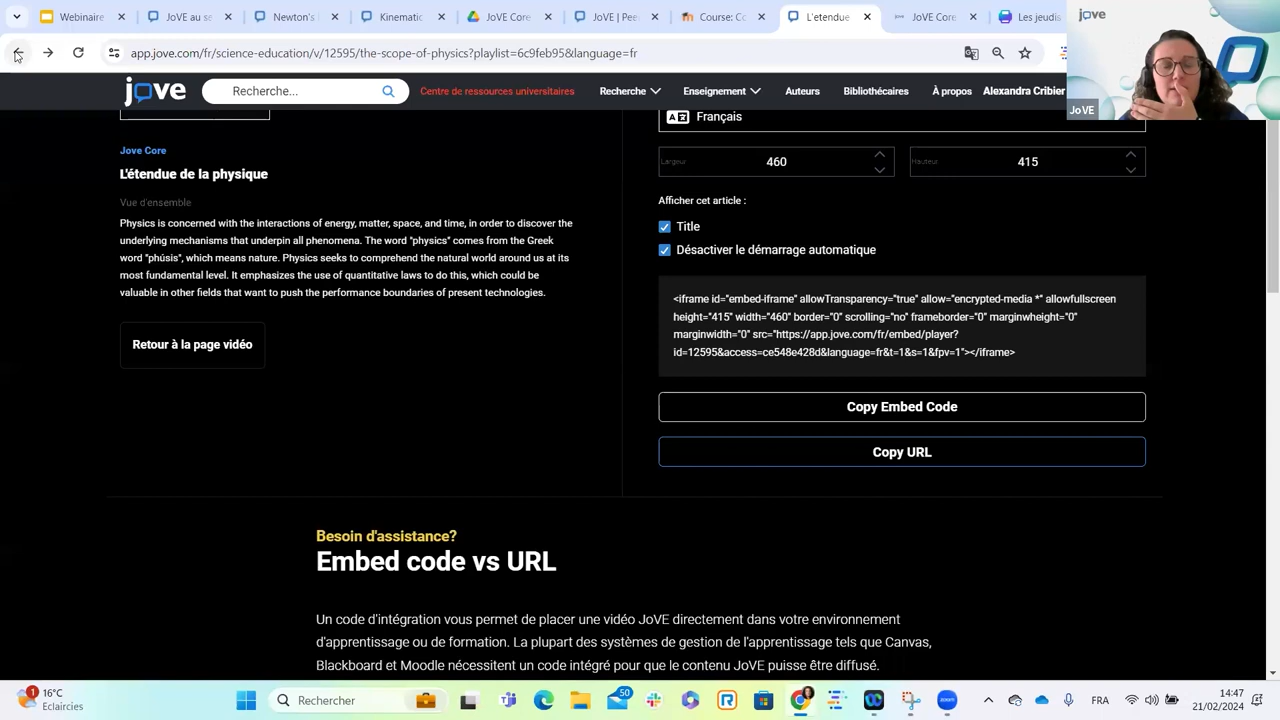 Webinaire
Newton's
Kinematic
JoVE Core
JoVE | Pee
Course: Co
L'étendue
JoVE Core
Les jeudis
app.jove.com/fr/science-education/v/12595/the-scope-of-physics?playlist=6c9feb95&language=fr
jove
jove
Recherche...
Centre de ressources universitaires
Recherche
Enseignement
Auteurs
Bibliothécaires
À propos
Alexandra Cribier
JoVE
Français
Jove Core
L'étendue de la physique
Vue d'ensemble
Physics is concerned with the interactions of energy, matter, space, and time, in order to discover the
underlying mechanisms that underpin all phenomena. The word "physics" comes from the Greek
word "phúsis", which means nature. Physics seeks to comprehend the natural world around us at its
most fundamental level. It emphasizes the use of quantitative laws to do this, which could be
valuable in other fields that want to push the performance boundaries of present technologies.
Retour à la page vidéo
Largeur
460
Hauteur
415
Afficher cet article :
Title
Désactiver le démarrage automatique
<iframe id="embed-iframe" allowTransparency="true" allow="encrypted-media *" allowfullscreen
height="415" width="460" border="0" scrolling="no" frameborder="0" marginwheight="0"
marginwidth="0" src="https://app.jove.com/fr/embed/player?
id=12595&access=ce548e428d&language=fr&t=1&s=1&fpv=1"></iframe>
Copy Embed Code
Copy URL
Besoin d'assistance?
Embed code vs URL
Un code d'intégration vous permet de placer une vidéo JoVE directement dans votre environnement
d'apprentissage ou de formation. La plupart des systèmes de gestion de l'apprentissage tels que Canvas,
Blackboard et Moodle nécessitent un code intégré pour que le contenu JoVE puisse être diffusé.
1
16°C
Eclaircies
Rechercher
50
zoom
FRA
14:47
21/02/2024